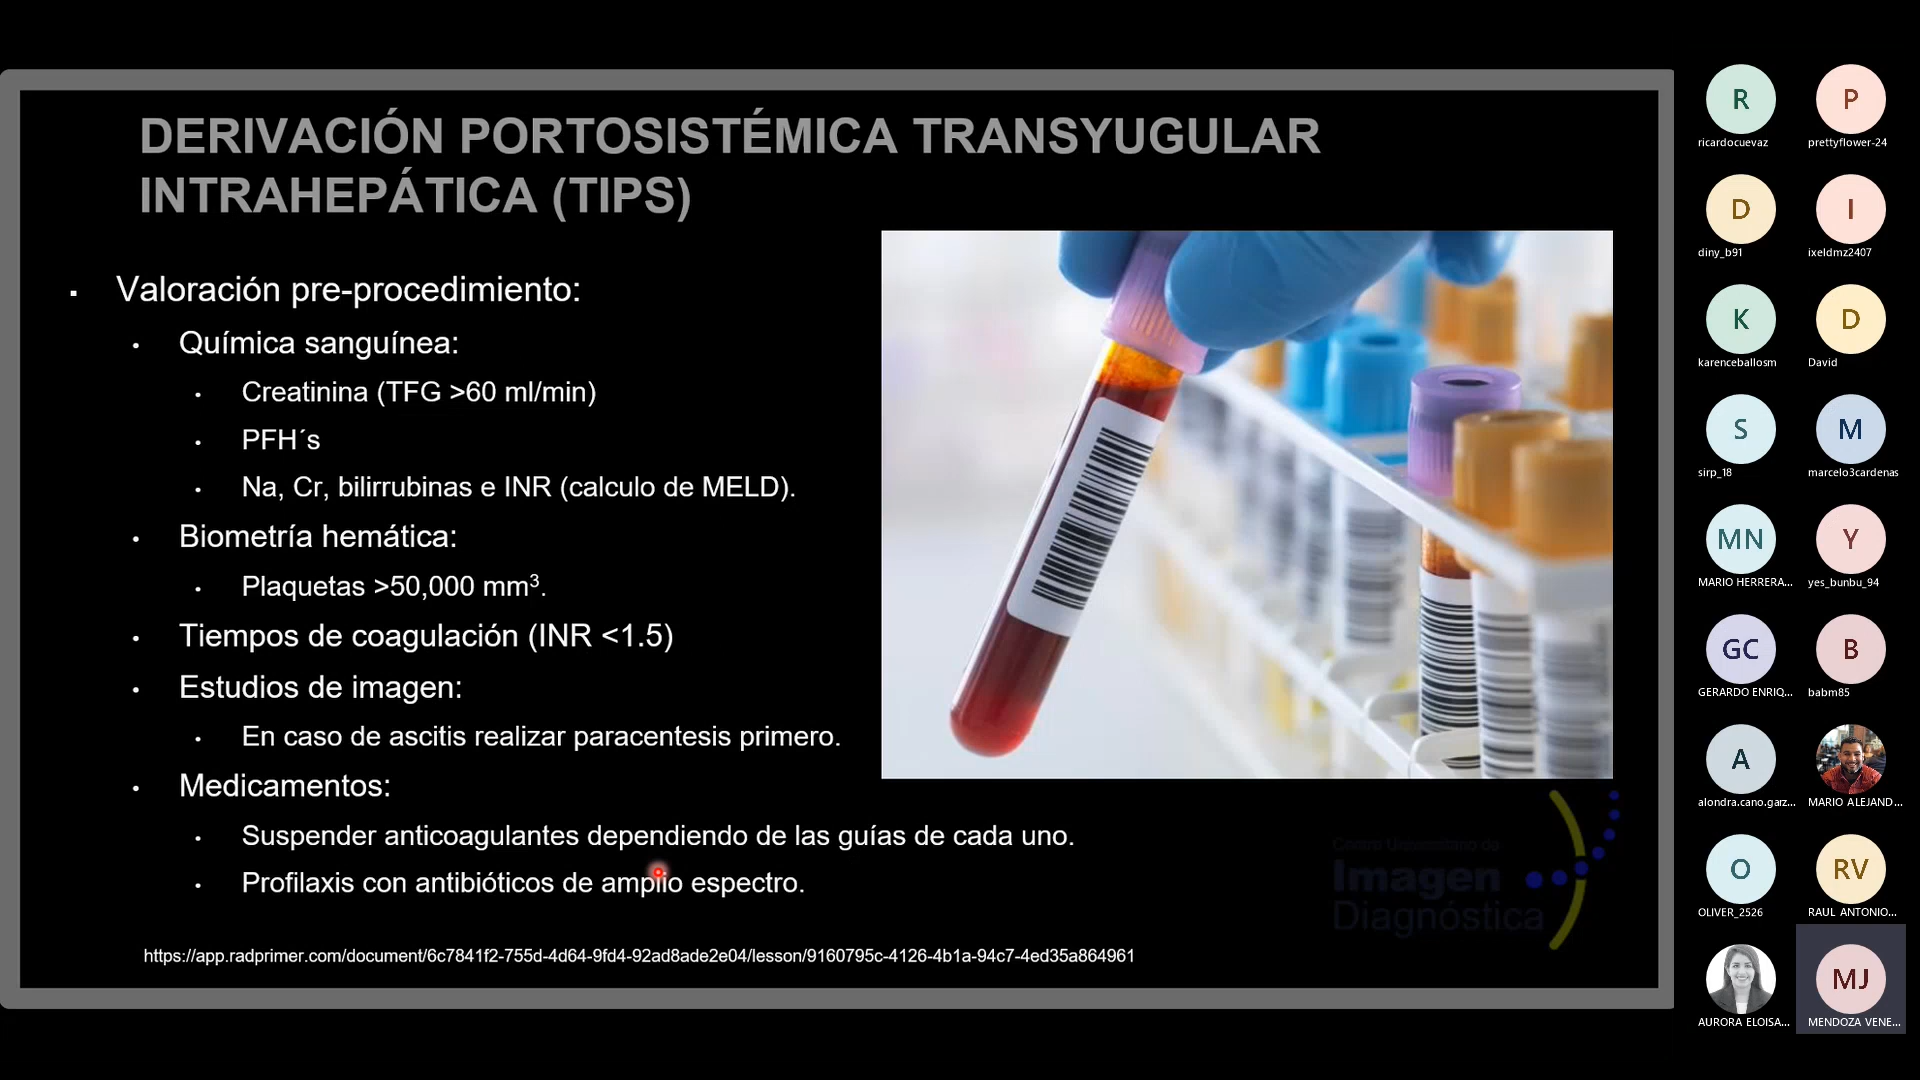 DERIVACIÓN PORTOSISTÉMICA TRANSYUGULAR
INTRAHEPÁTICA (TIPS)
Valoración pre-procedimiento:
Química sanguínea:
Creatinina (TFG >60 ml/min)
PFH´s
Na, Cr, bilirrubinas e INR (calculo de MELD).
Biometría hemática:
Plaquetas >50,000 mm³.
Tiempos de coagulación (INR <1.5)
Estudios de imagen:
En caso de ascitis realizar paracentesis primero.
Medicamentos:
Suspender anticoagulantes dependiendo de las guías de cada uno.
Profilaxis con antibióticos de amplio espectro.
https://app.radprimer.com/document/6c7841f2-755d-4d64-9fd4-92ad8ade2e04/lesson/9160795c-4126-4b1a-94c7-4ed35a864961
Centro Universitario de
Imagen
Diagnóstica
R P
ricardocuevaz prettyflower-24
D I
diny_b91 ixeldmz2407
K D
karenceballosm David
S M
sirp_18 marcelo3cardenas
MN Y
MARIO HERRERA... yes_bunbu_94
GC B
GERARDO ENRIQ... babm85
A
alondra.cano.garz... MARIO ALEJAND...
O RV
OLIVER_2526 RAUL ANTONIO...
MJ
AURORA ELOISA... MENDOZA VENE...